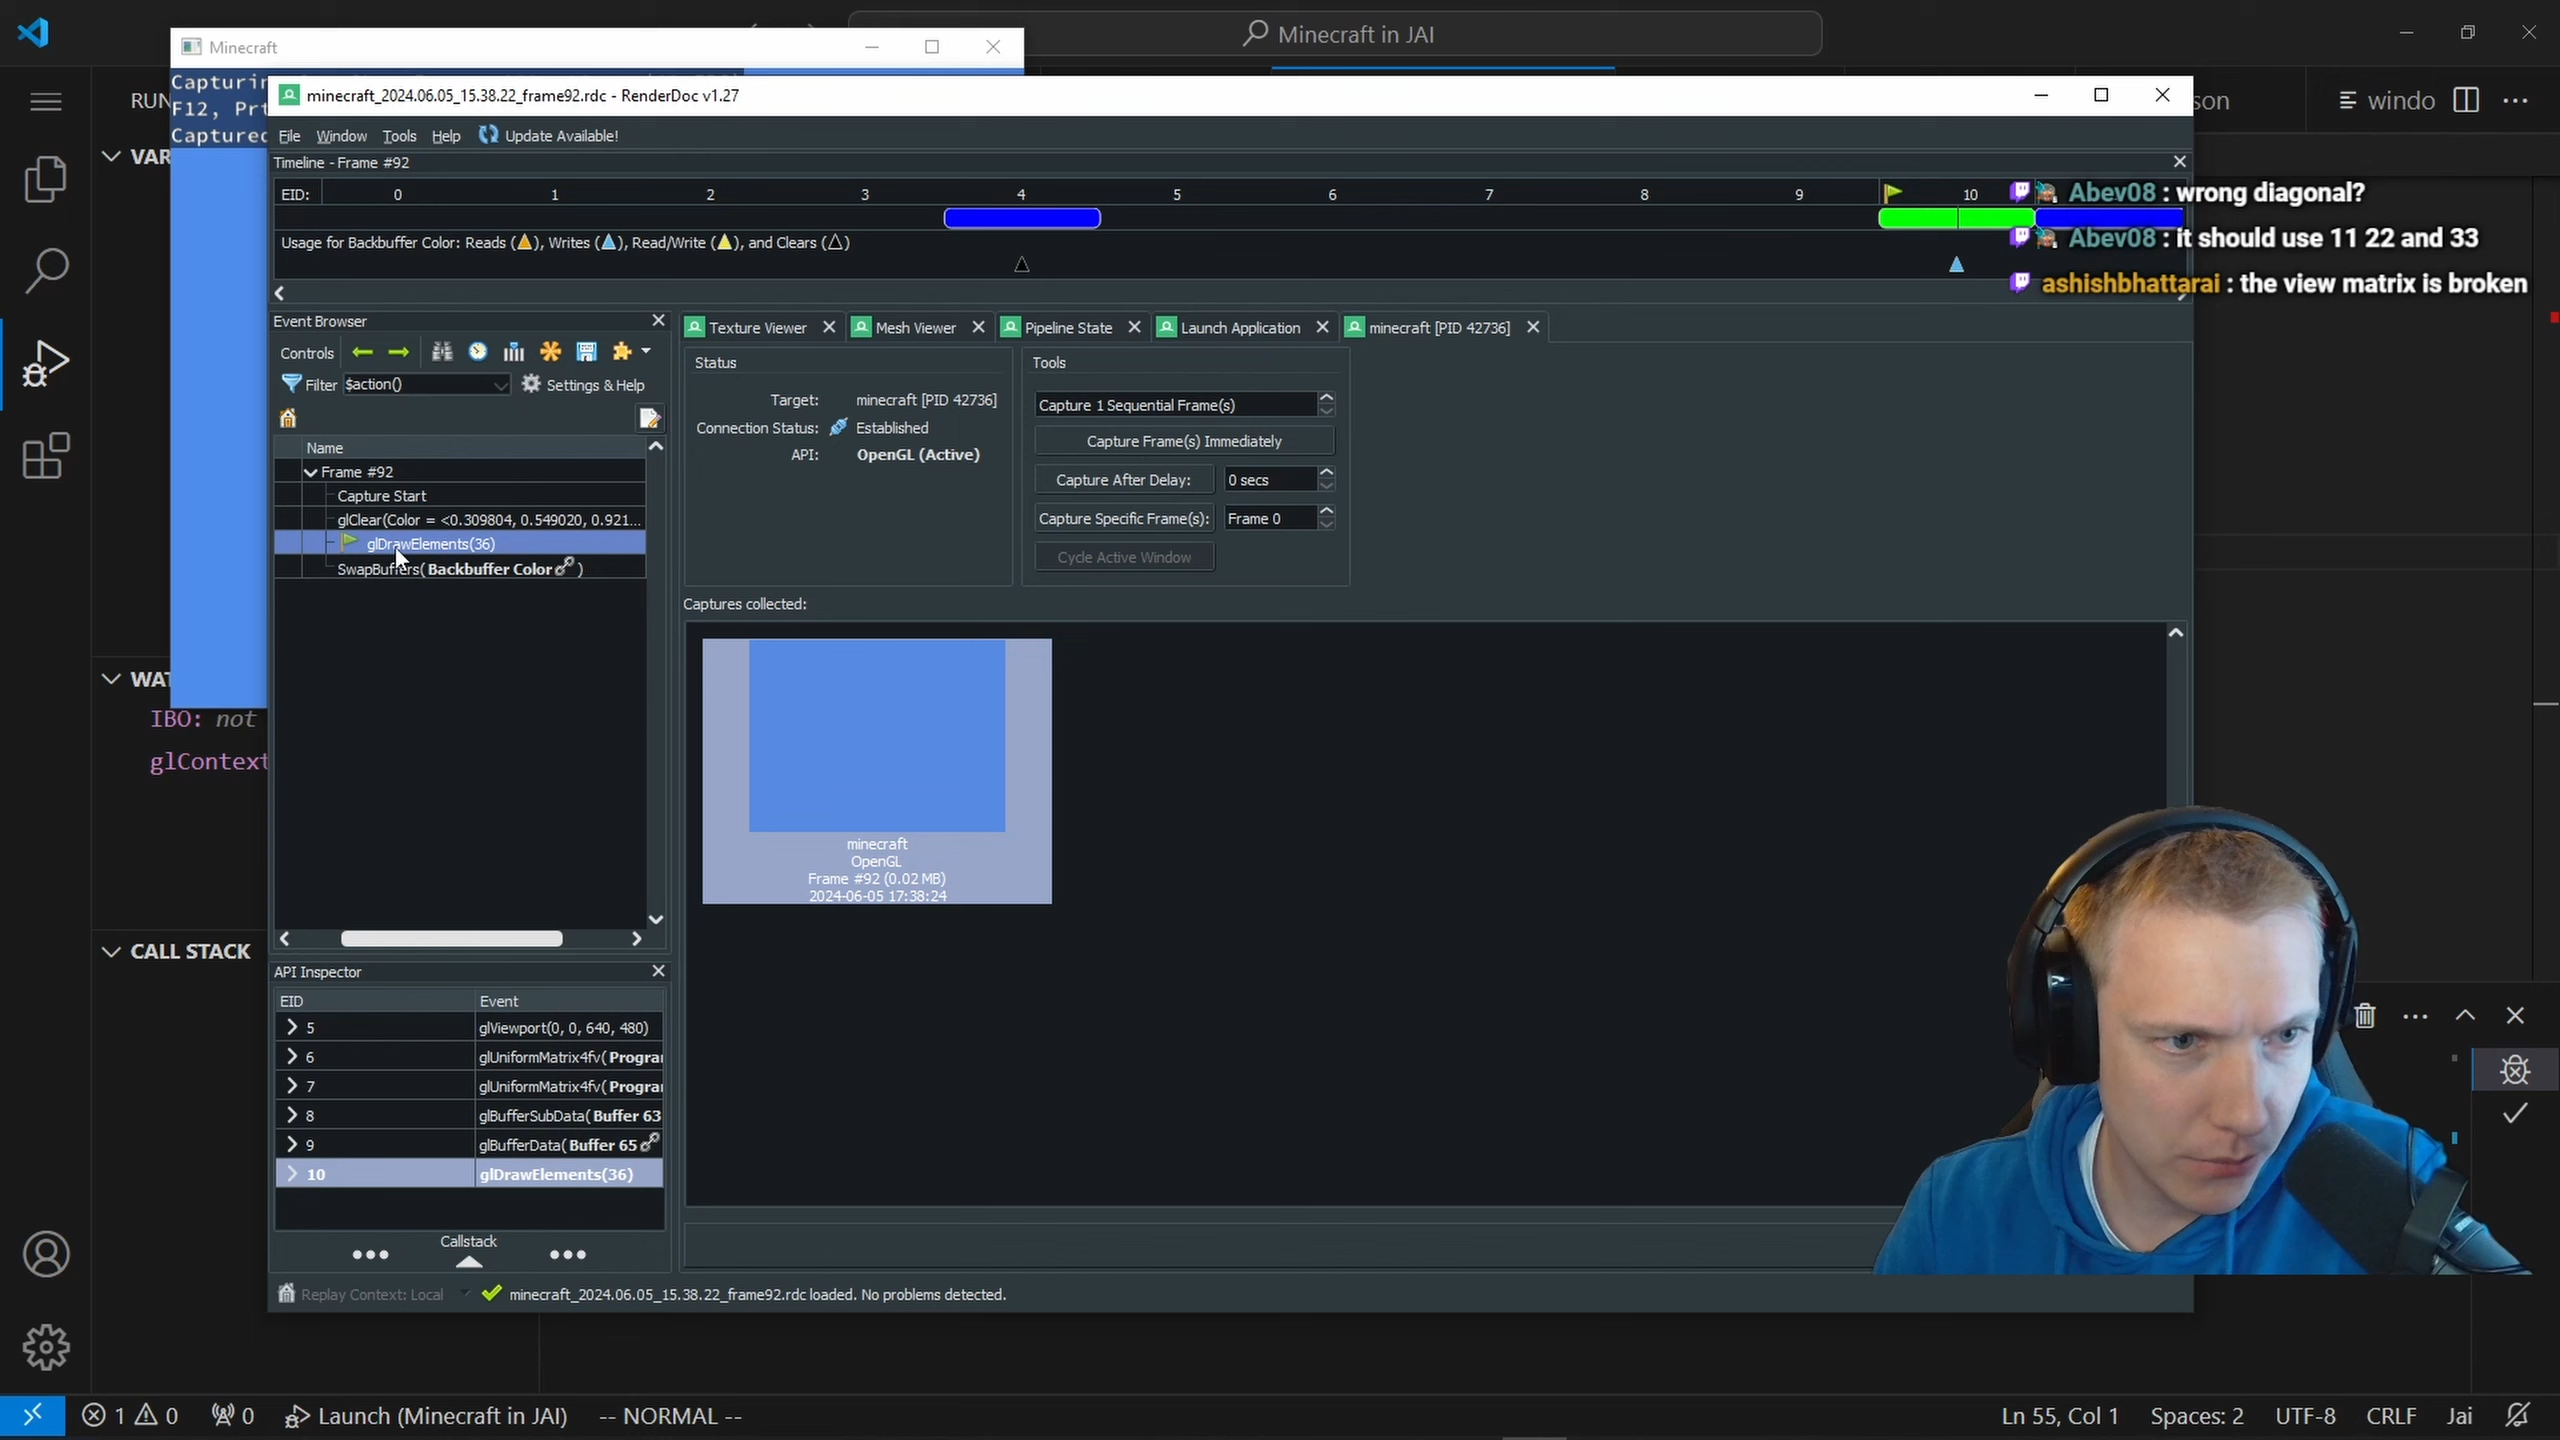 Minecraft in JAI
Minecraft
Capturin
F12, Prt
Captured
RUN
VAR
WAT
IBO: not
glContext
CALL STACK
son
windo
minecraft_2024.06.05_15.38.22_frame92.rdc - RenderDoc v1.27
File Window Tools Help Update Available!
Timeline - Frame #92
EID: 0 1 2 3 4 5 6 7 8 9 10
Usage for Backbuffer Color: Reads (▲), Writes (▲), Read/Write (▲), and Clears (△)
Abev08 : wrong diagonal?
Abev08 : it should use 11 22 and 33
ashishbhattarai : the view matrix is broken
Event Browser
Controls
Filter $action() Settings & Help
Name
Frame #92
Capture Start
glClear(Color = <0.309804, 0.549020, 0.921...
glDrawElements(36)
SwapBuffers( Backbuffer Color )
Texture Viewer Mesh Viewer Pipeline State Launch Application minecraft [PID 42736]
Status
Target: minecraft [PID 42736]
Connection Status: Established
API: OpenGL (Active)
Tools
Capture 1 Sequential Frame(s)
Capture Frame(s) Immediately
Capture After Delay: 0 secs
Capture Specific Frame(s): Frame 0
Cycle Active Window
Captures collected:
minecraft
OpenGL
Frame #92 (0.02 MB)
2024-06-05 17:38:24
API Inspector
EID Event
5 glViewport(0, 0, 640, 480)
6 glUniformMatrix4fv( Progra
7 glUniformMatrix4fv( Progra
8 glBufferSubData( Buffer 63
9 glBufferData( Buffer 65
10 glDrawElements(36)
Callstack
Replay Context: Local minecraft_2024.06.05_15.38.22_frame92.rdc loaded. No problems detected.
1 0 0 Launch (Minecraft in JAI) -- NORMAL -- Ln 55, Col 1 Spaces: 2 UTF-8 CRLF Jai